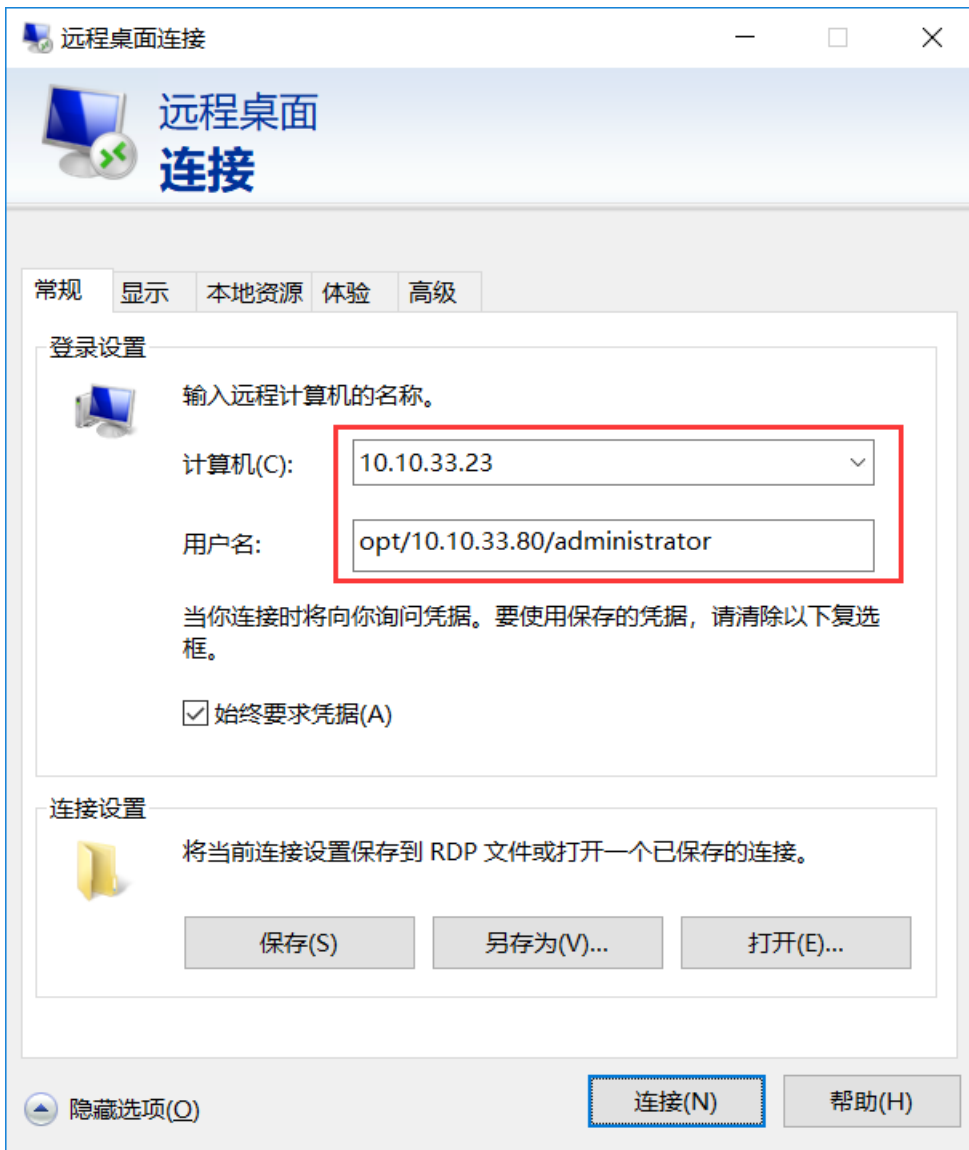 远程桌面连接
远程桌面
连接
常规 显示 本地资源 体验 高级
登录设置
输入远程计算机的名称。
计算机(C): 10.10.33.23
用户名: opt/10.10.33.80/administrator
当你连接时将向你询问凭据。要使用保存的凭据，请清除以下复选
框。
始终要求凭据(A)
连接设置
将当前连接设置保存到 RDP 文件或打开一个已保存的连接。
保存(S) 另存为(V)... 打开(E)...
隐藏选项(O) 连接(N) 帮助(H)